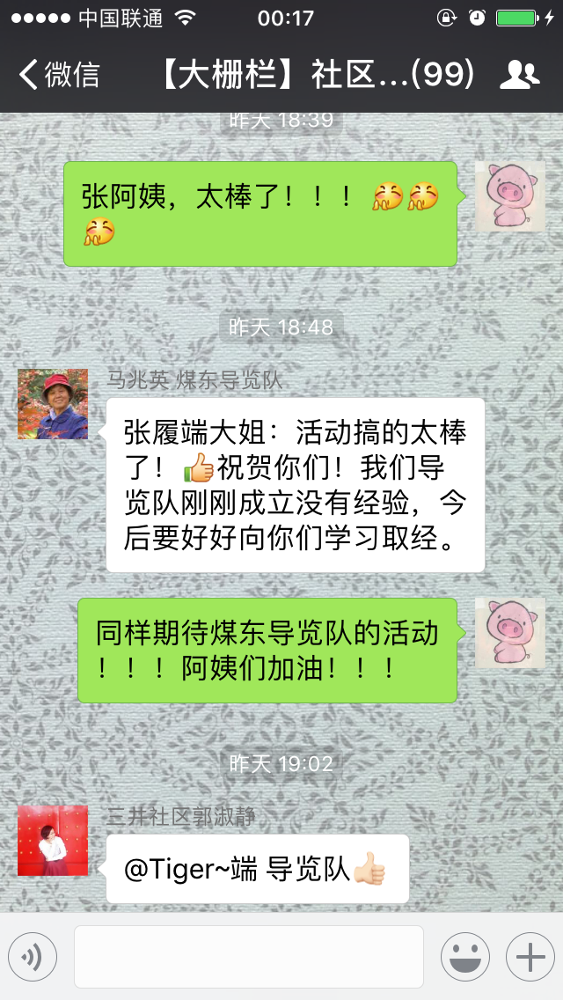 中国联通 00:17
微信 【大栅栏】社区...(99)
昨天 18:39
张阿姨，太棒了！！！
昨天 18:48
马兆英 煤东导览队
张履端大姐：活动搞的太棒
了！祝贺你们！我们导
览队刚刚成立没有经验，今
后要好好向你们学习取经。
同样期待煤东导览队的活动
！！！阿姨们加油！！！
昨天 19:02
三井社区郭淑静
@Tiger~端 导览队